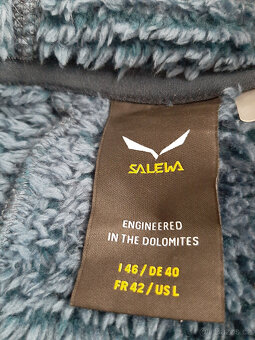 SALEWA
ENGINEERED
IN THE DOLOMITES
I 46 / DE 40
FR 42 / US L